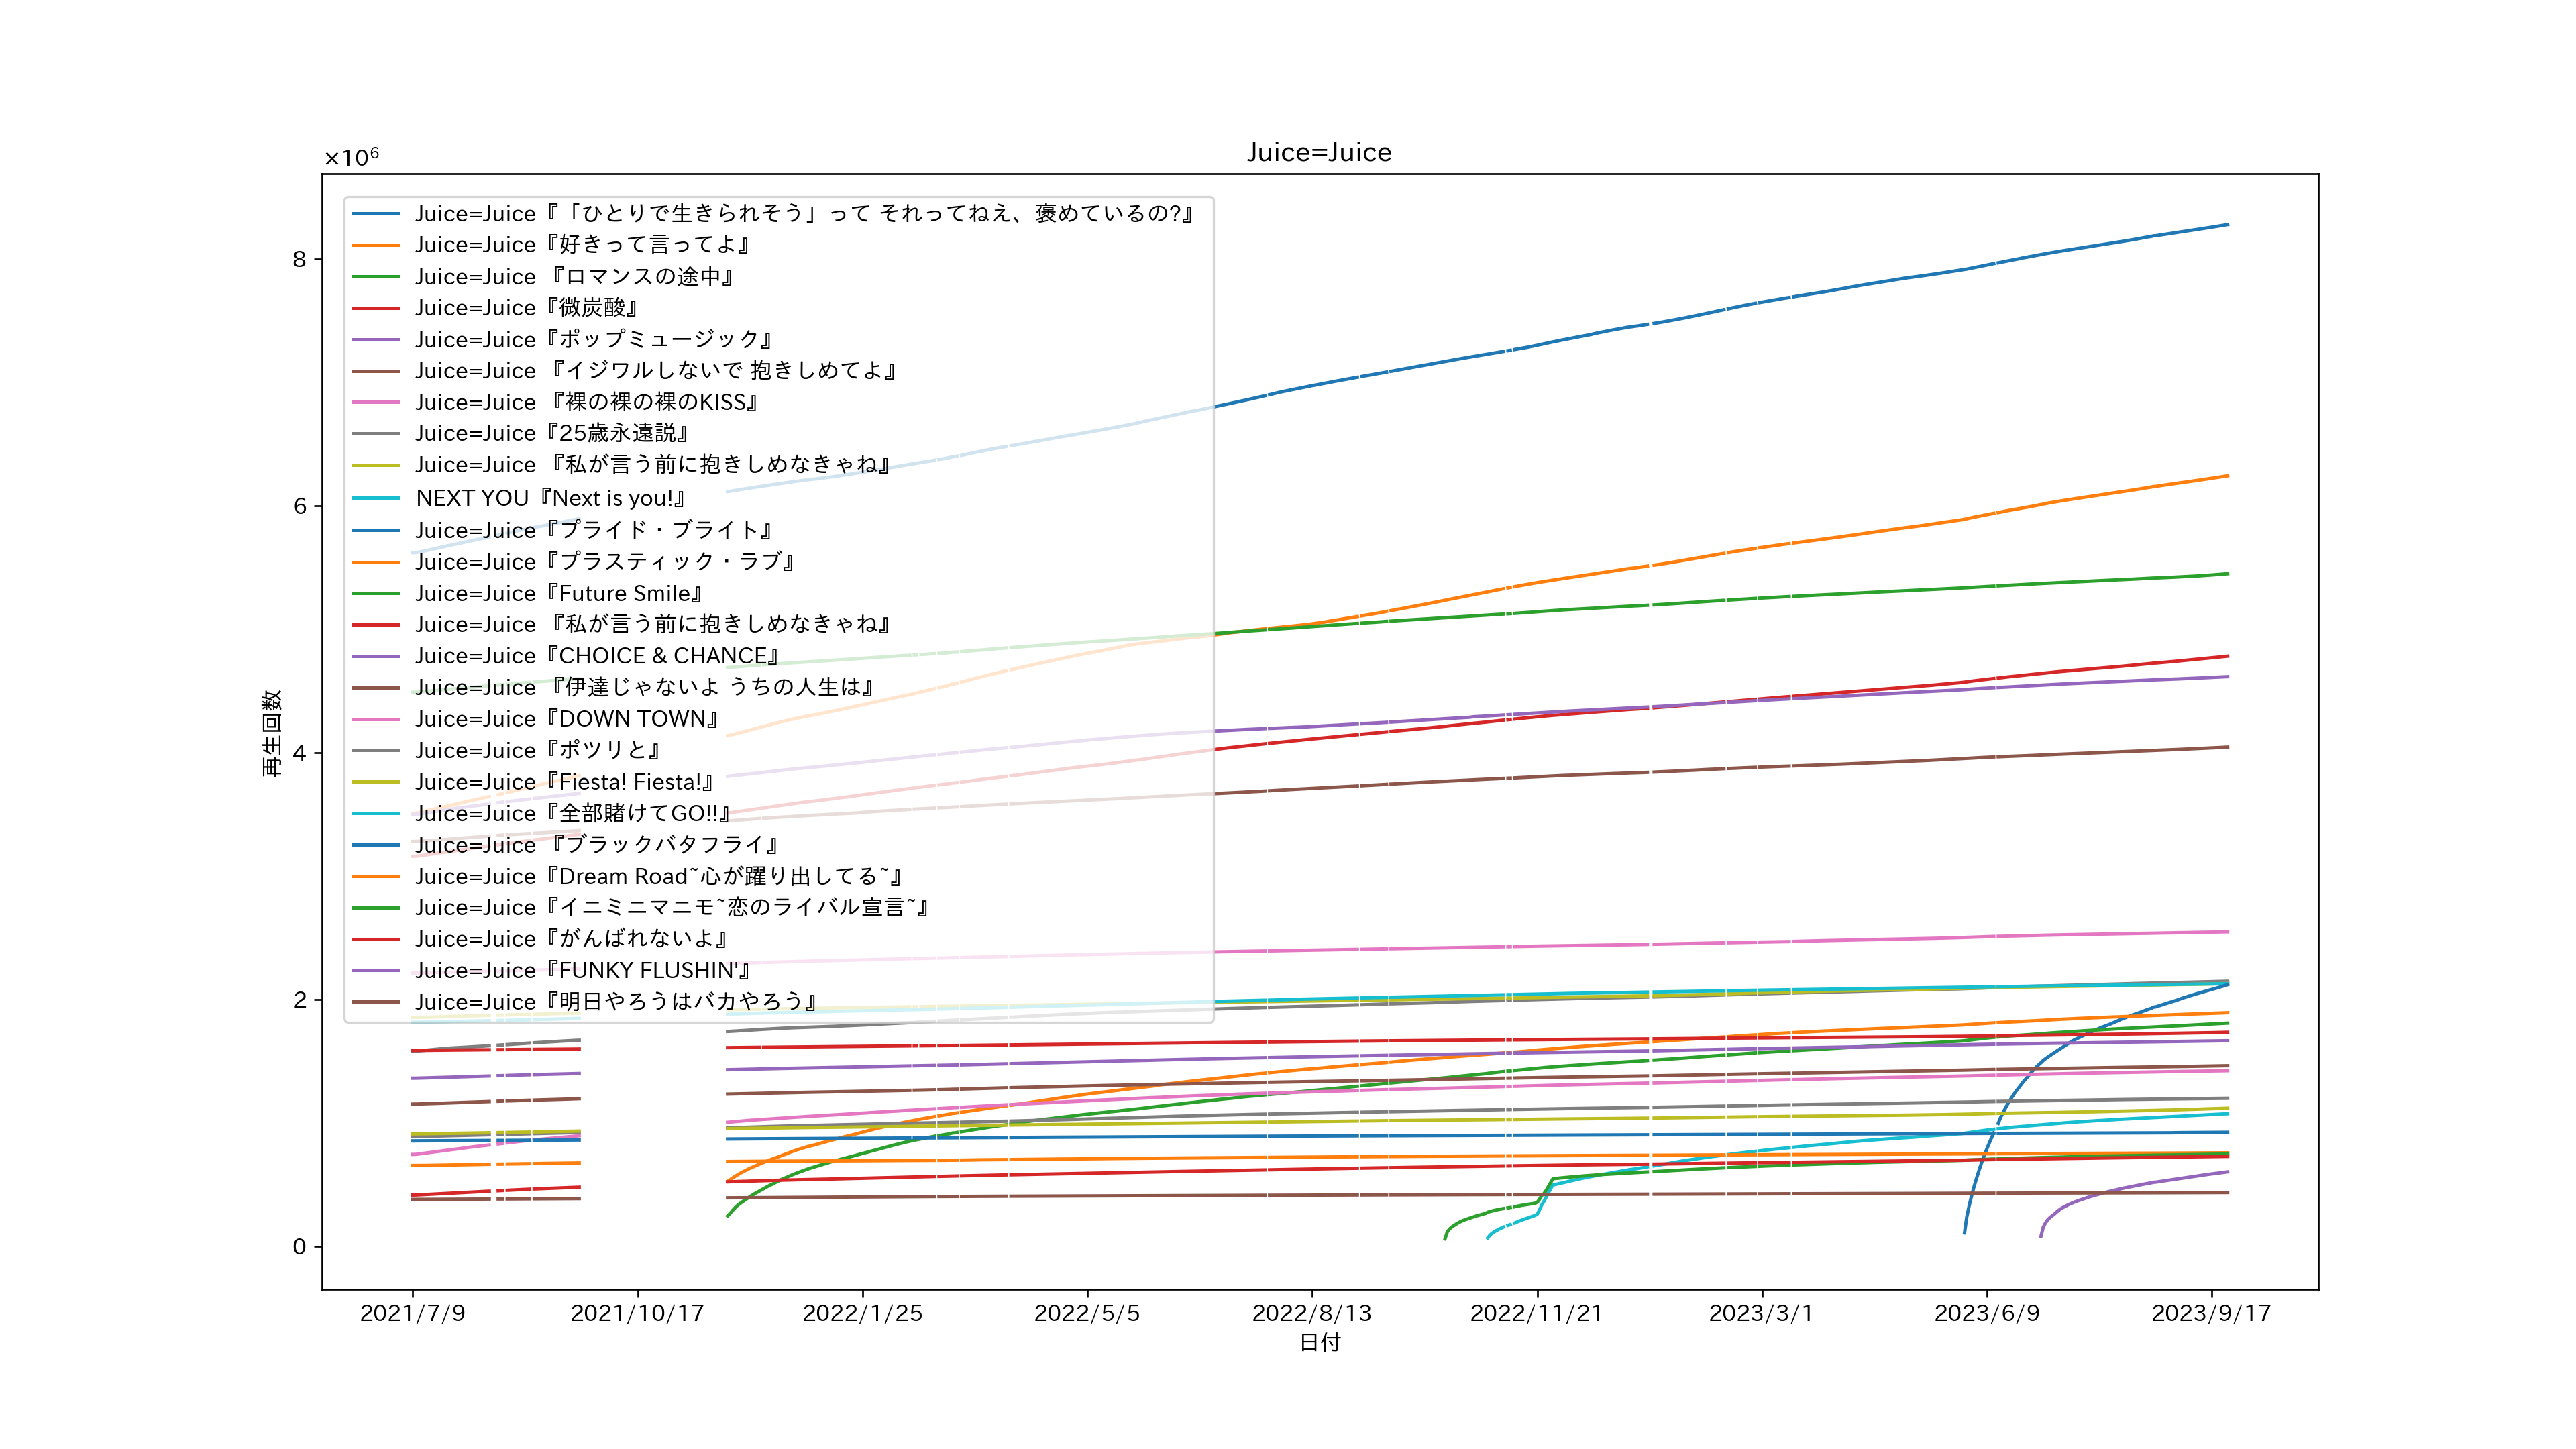 Juice=Juice
×10⁶
Juice=Juice『「ひとりで生きられそう」って それってねえ、褒めているの?』
Juice=Juice『好きって言ってよ』
Juice=Juice 『ロマンスの途中』
Juice=Juice『微炭酸』
Juice=Juice『ポップミュージック』
Juice=Juice 『イジワルしないで 抱きしめてよ』
Juice=Juice 『裸の裸の裸のKISS』
Juice=Juice『25歳永遠説』
Juice=Juice 『私が言う前に抱きしめなきゃね』
NEXT YOU『Next is you!』
Juice=Juice『プライド・ブライト』
Juice=Juice『プラスティック・ラブ』
Juice=Juice『Future Smile』
Juice=Juice 『私が言う前に抱きしめなきゃね』
Juice=Juice『CHOICE & CHANCE』
Juice=Juice 『伊達じゃないよ うちの人生は』
Juice=Juice『DOWN TOWN』
Juice=Juice『ポツリと』
Juice=Juice『Fiesta! Fiesta!』
Juice=Juice『全部賭けてGO!!』
Juice=Juice 『ブラックバタフライ』
Juice=Juice『Dream Road~心が躍り出してる~』
Juice=Juice『イニミニマニモ~恋のライバル宣言~』
Juice=Juice『がんばれないよ』
Juice=Juice『FUNKY FLUSHIN'』
Juice=Juice『明日やろうはバカやろう』
再生回数
8
6
4
2
0
2021/7/9
2021/10/17
2022/1/25
2022/5/5
2022/8/13
2022/11/21
2023/3/1
2023/6/9
2023/9/17
日付